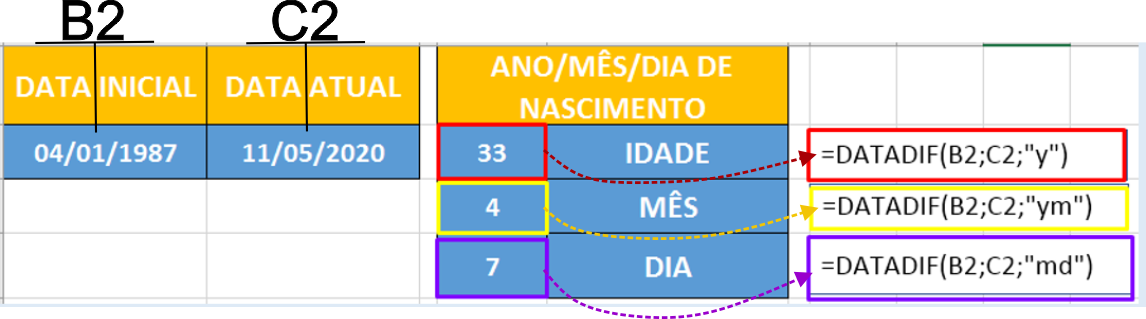 B2 C2
DATA INICIAL DATA ATUAL ANO/MÊS/DIA DE
NASCIMENTO
04/01/1987 11/05/2020 33 IDADE =DATADIF(B2;C2;"y")
4 MÊS =DATADIF(B2;C2;"ym")
7 DIA =DATADIF(B2;C2;"md")